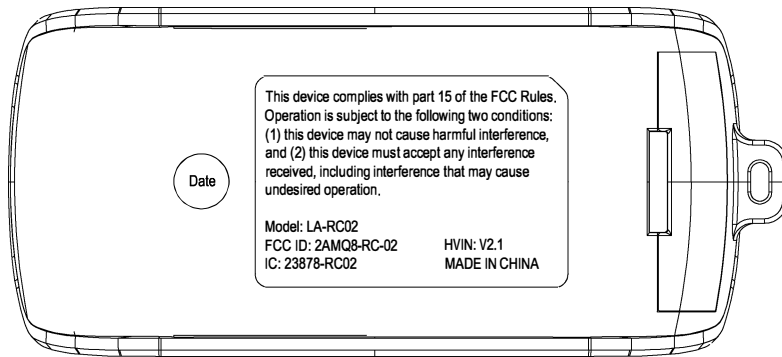 This device complies with part 15 of the FCC Rules.
Operation is subject to the following two conditions:
(1) this device may not cause harmful interference,
and (2) this device must accept any interference
received, including interference that may cause
undesired operation.
Date
Model: LA-RC02
FCC ID: 2AMQ8-RC-02 HVIN: V2.1
IC: 23878-RC02 MADE IN CHINA